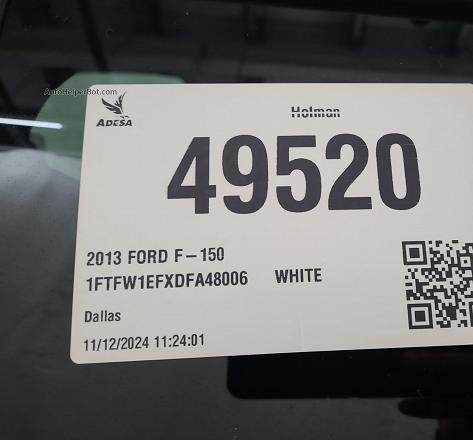 AutoHelperBot.com
ADESA
Holman
49520
2013 FORD F-150
1FTFW1EFXDFA48006 WHITE
Dallas
11/12/2024 11:24:01